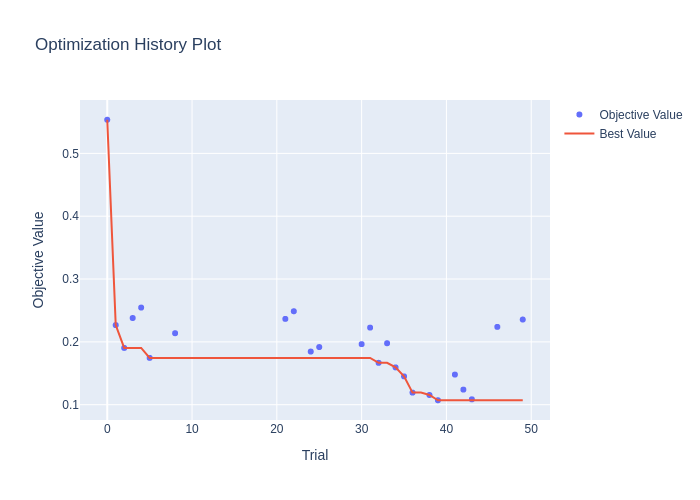 Optimization History Plot
Objective Value
Best Value
0.5
0.4
0.3
0.2
0.1
Objective Value
0
10
20
30
40
50
Trial